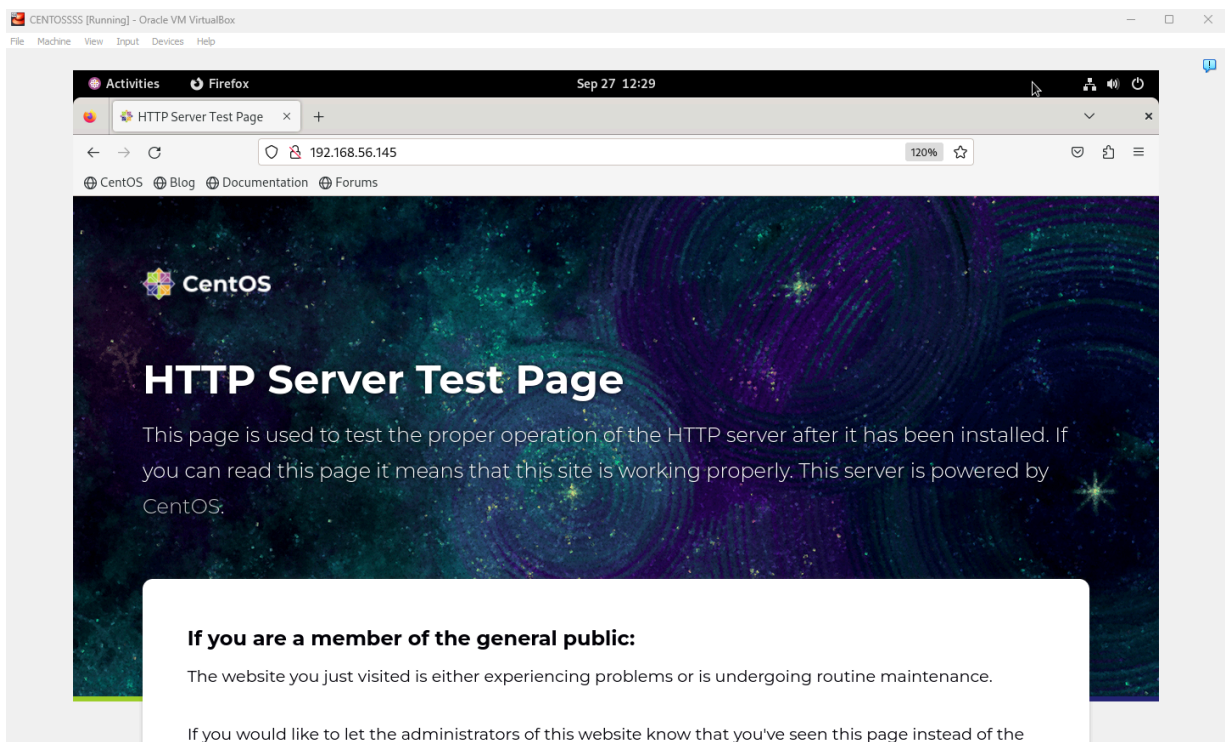 CENTOSSSS [Running] - Oracle VM VirtualBox
File Machine View Input Devices Help
Activities Firefox Sep 27 12:29
HTTP Server Test Page
192.168.56.145 120%
CentOS Blog Documentation Forums
CentOS
HTTP Server Test Page
This page is used to test the proper operation of the HTTP server after it has been installed. If
you can read this page it means that this site is working properly. This server is powered by
CentOS.
If you are a member of the general public:
The website you just visited is either experiencing problems or is undergoing routine maintenance.
If you would like to let the administrators of this website know that you've seen this page instead of the